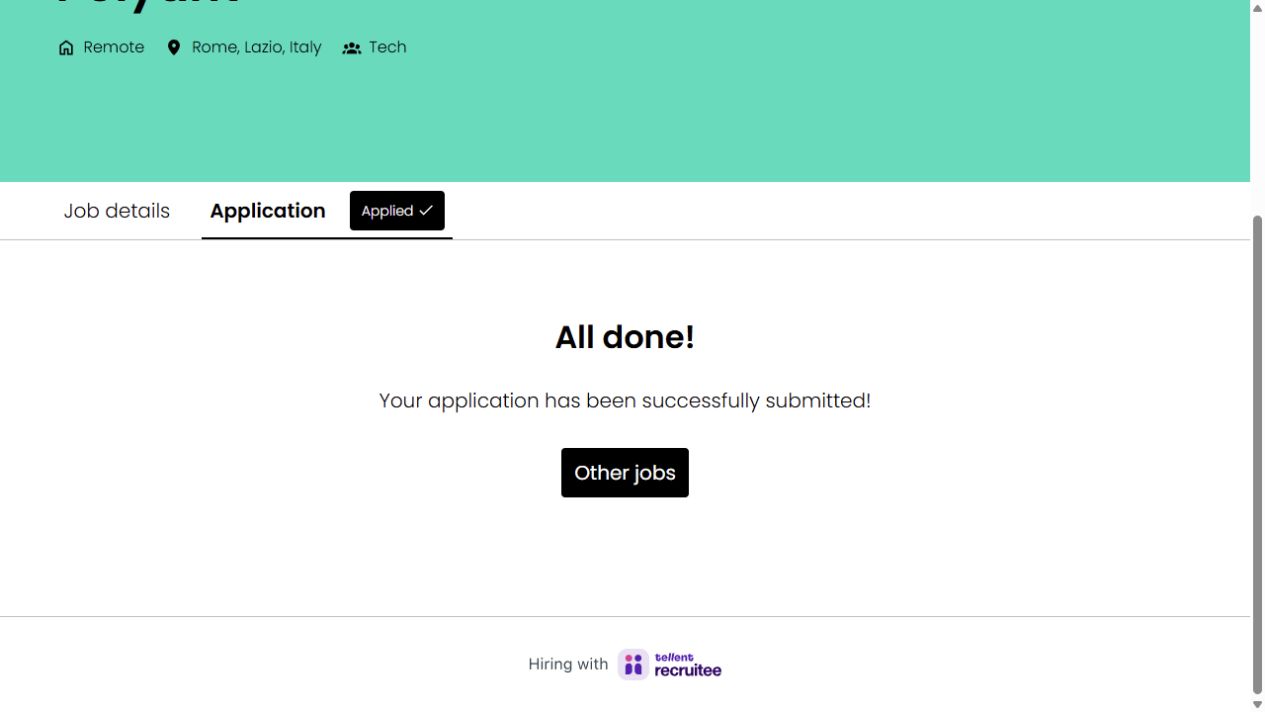 Remote Rome, Lazio, Italy Tech
Job details Application Applied
All done!
Your application has been successfully submitted!
Other jobs
Hiring with tellent
recruitee